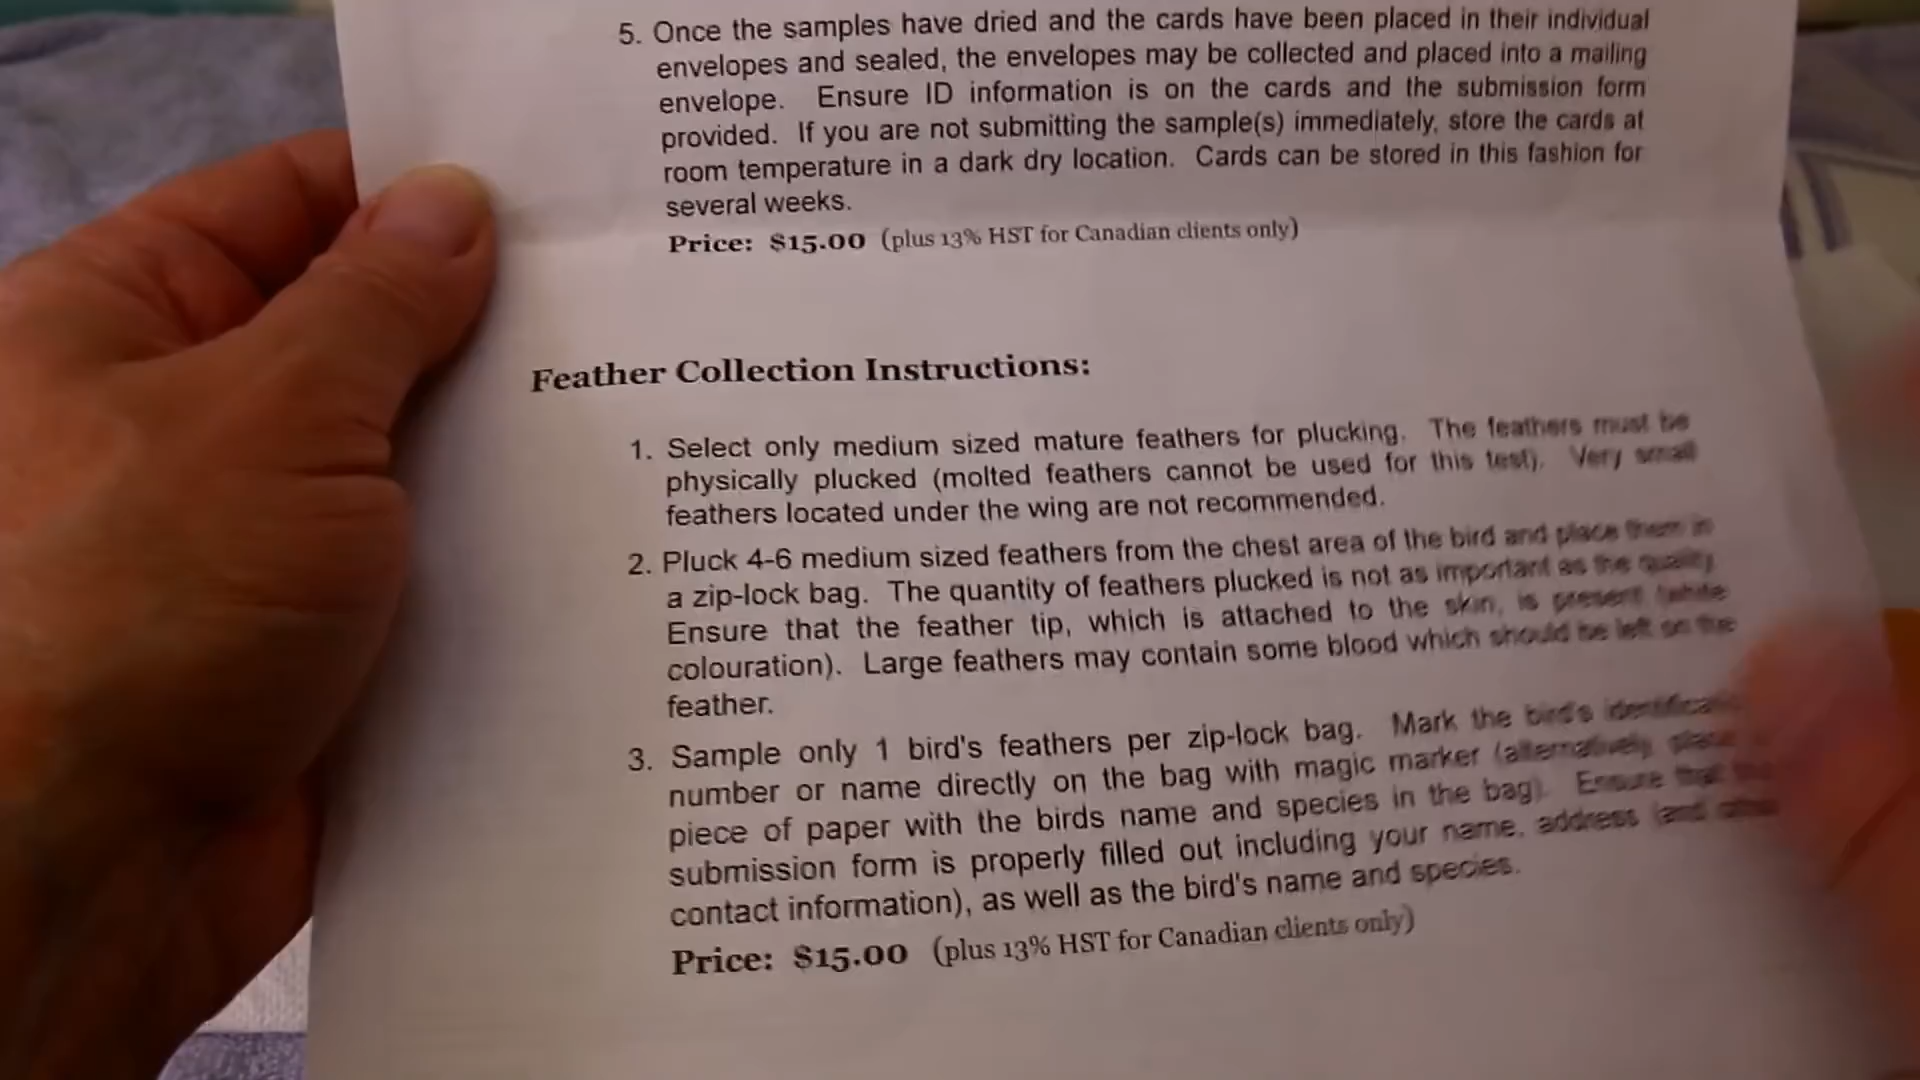 5. Once the samples have dried and the cards have been placed in their individual
envelopes and sealed, the envelopes may be collected and placed into a mailing
envelope. Ensure ID information is on the cards and the submission form
provided. If you are not submitting the sample(s) immediately, store the cards at
room temperature in a dark dry location. Cards can be stored in this fashion for
several weeks.
Price: $15.00 (plus 13% HST for Canadian clients only)
Feather Collection Instructions:
1. Select only medium sized mature feathers for plucking. The feathers must be
physically plucked (molted feathers cannot be used for this test). Very small
feathers located under the wing are not recommended.
2. Pluck 4-6 medium sized feathers from the chest area of the bird and place them in
a zip-lock bag. The quantity of feathers plucked is not as important as the quality
Ensure that the feather tip, which is attached to the skin, is present (white
colouration). Large feathers may contain some blood which should be left on the
feather.
3. Sample only 1 bird's feathers per zip-lock bag. Mark the bird's
number or name directly on the bag with magic marker (alternatively, place
piece of paper with the birds name and species in the bag). Ensure that
submission form is properly filled out including your name, address (and
contact information), as well as the bird's name and species.
Price: $15.00 (plus 13% HST for Canadian clients only)